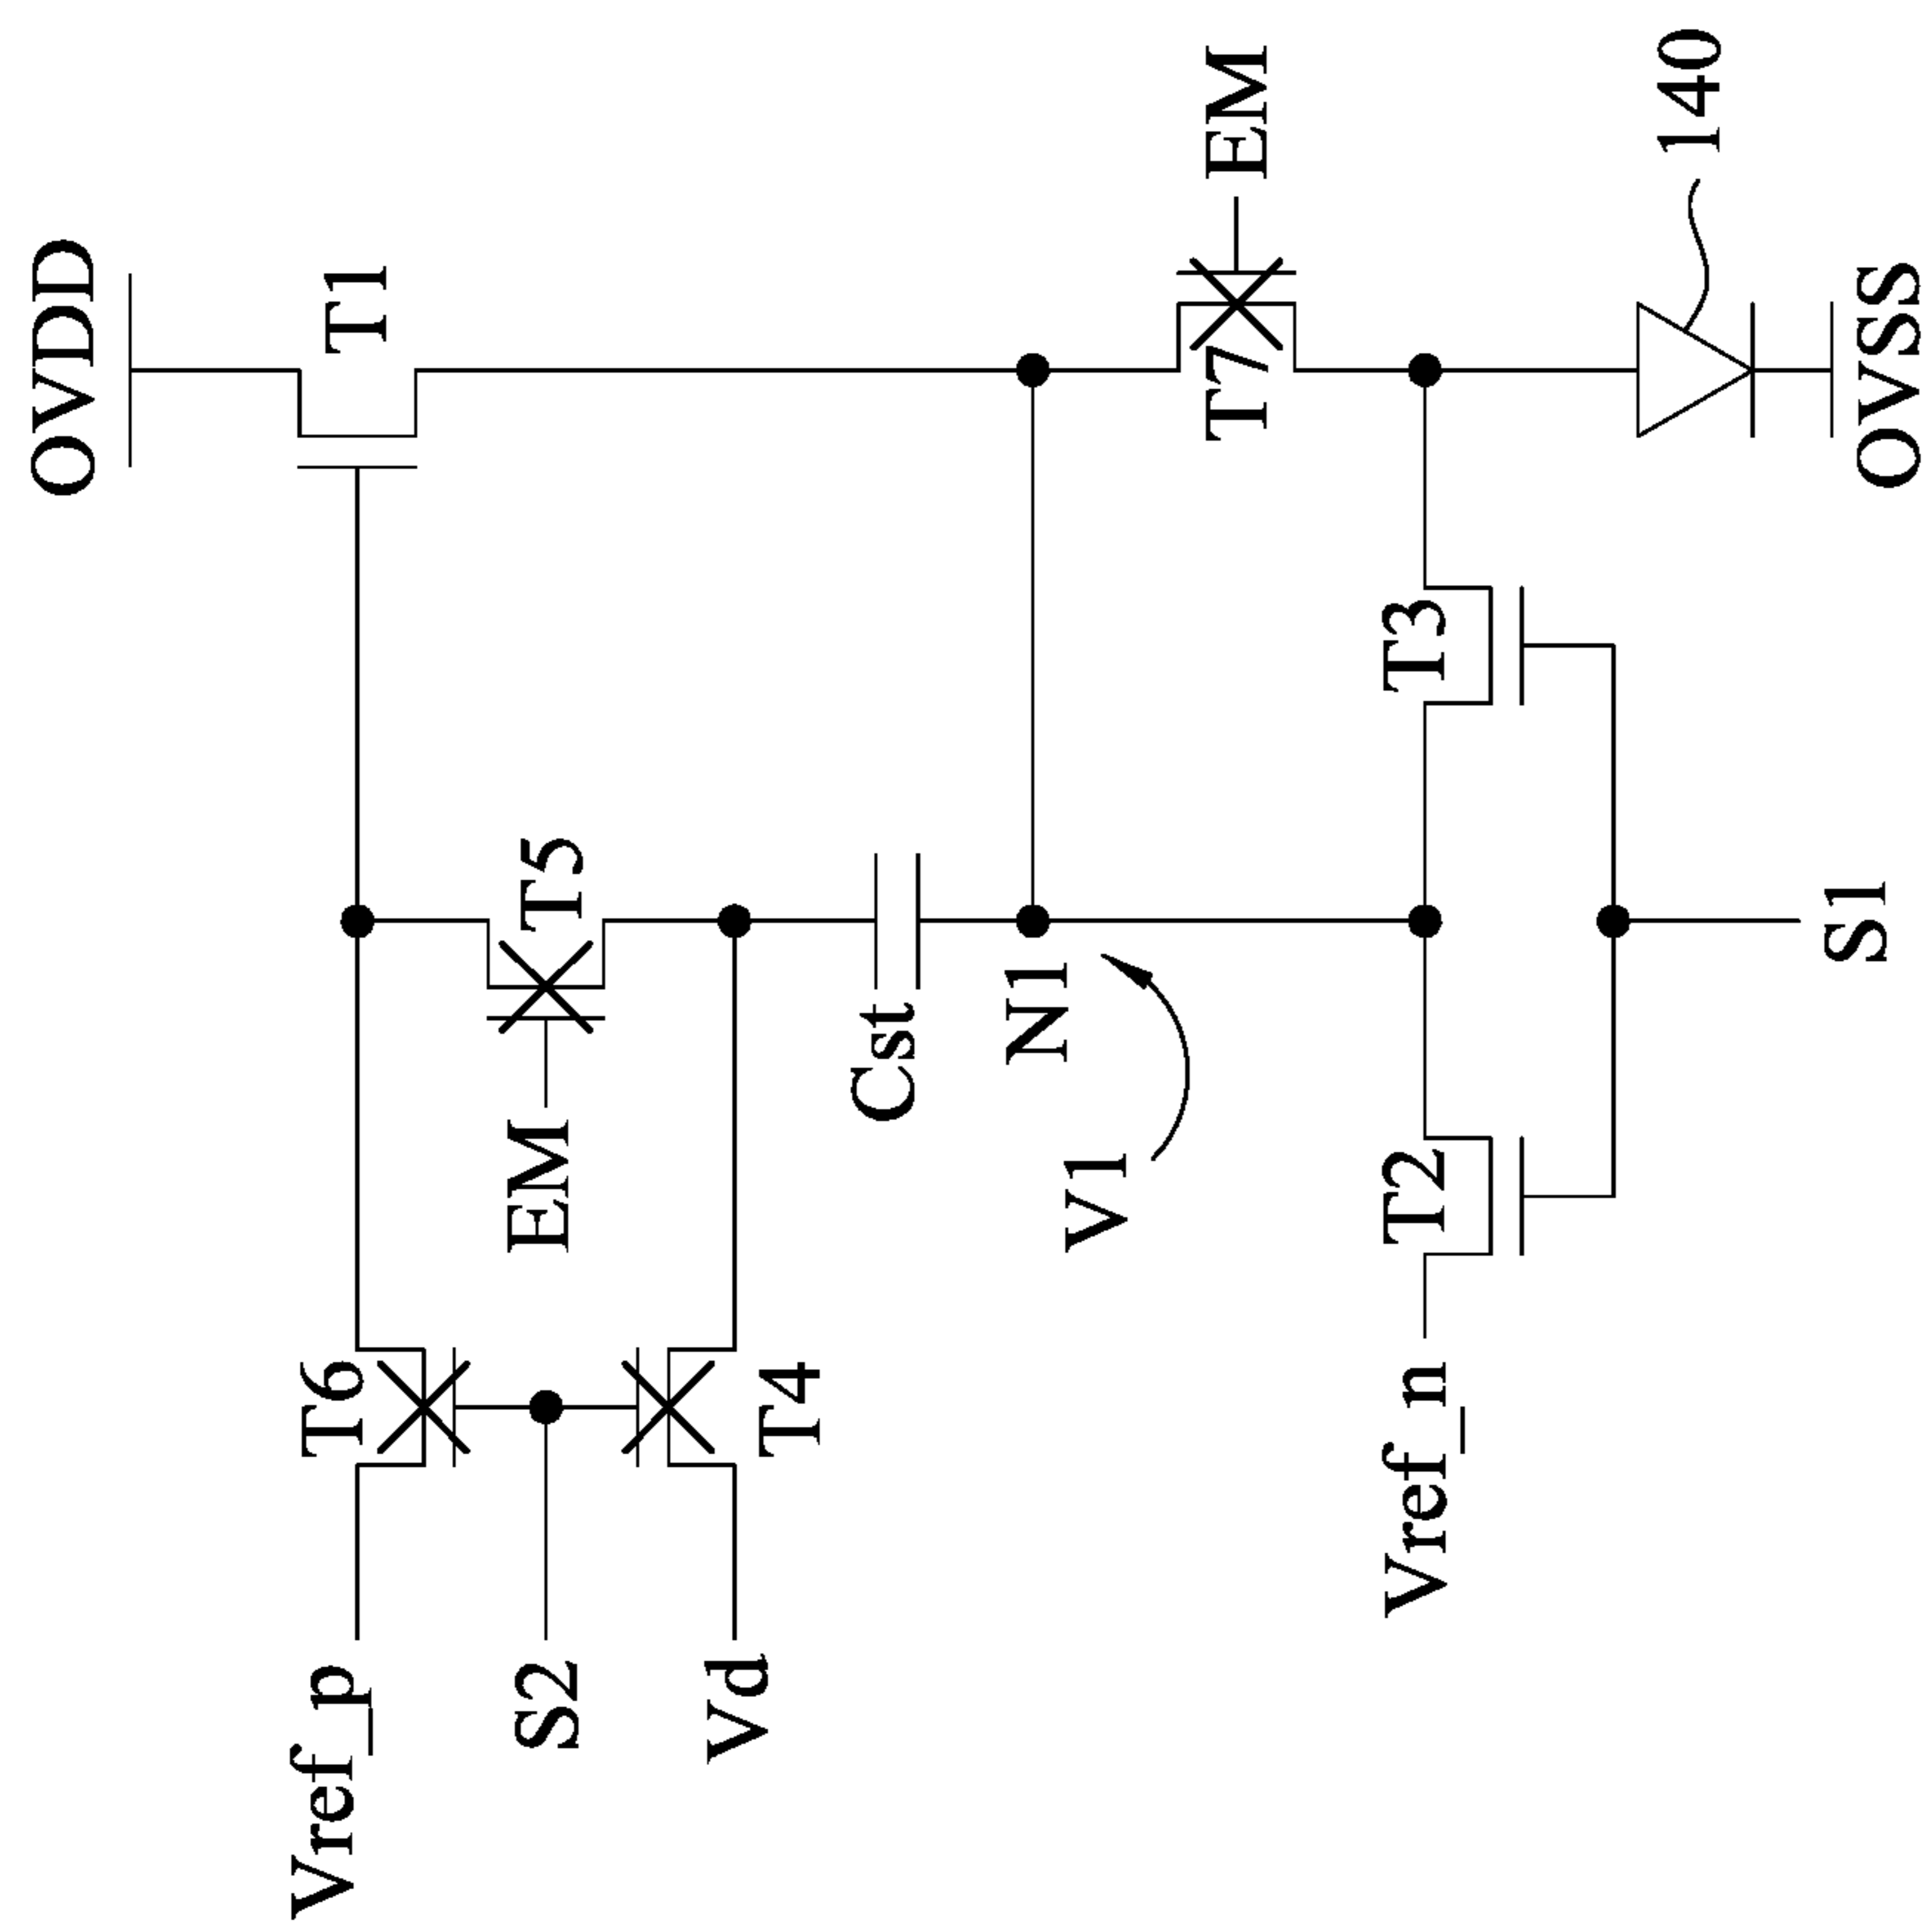 OVDD
T1
EM
140
T7
OVSS
T5
T3
EM
Cst
N1
S1
V1
T2
T6
T4
Vref_n
Vref_p
S2
Vd